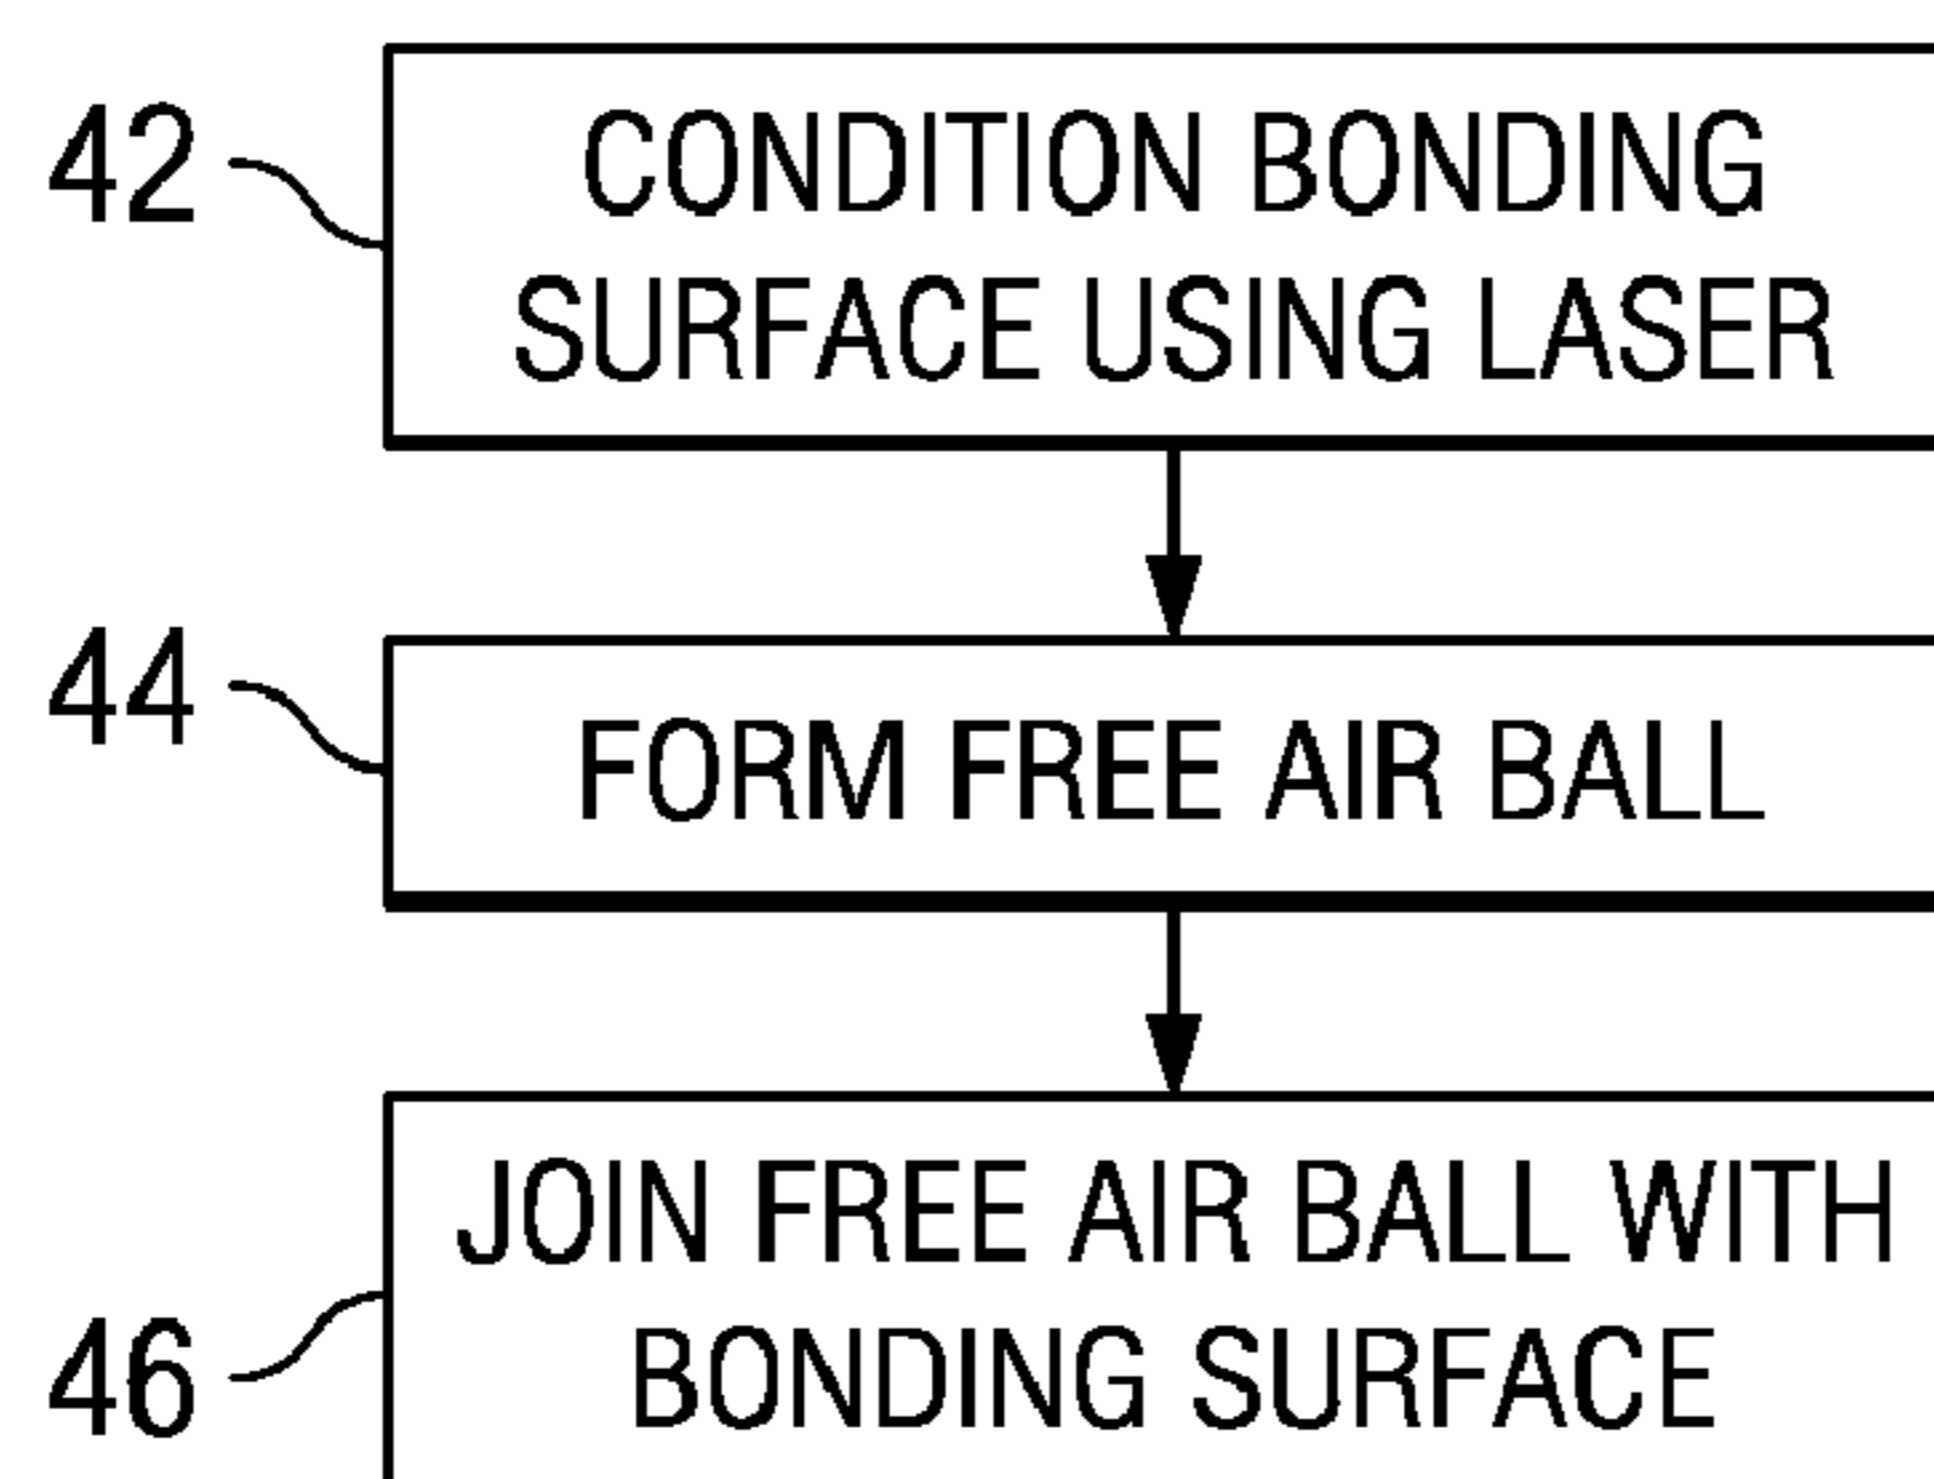 42
CONDITION BONDING
SURFACE USING LASER
44
FORM FREE AIR BALL
JOIN FREE AIR BALL WITH
46
BONDING SURFACE